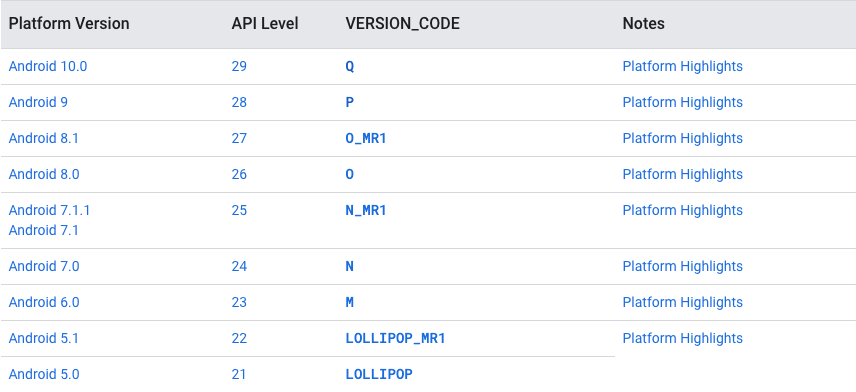 Platform Version API Level VERSION_CODE Notes
Android 10.0 29 Q Platform Highlights
Android 9 28 P Platform Highlights
Android 8.1 27 O_MR1 Platform Highlights
Android 8.0 26 O Platform Highlights
Android 7.1.1 25 N_MR1 Platform Highlights
Android 7.1
Android 7.0 24 N Platform Highlights
Android 6.0 23 M Platform Highlights
Android 5.1 22 LOLLIPOP_MR1 Platform Highlights
Android 5.0 21 LOLLIPOP